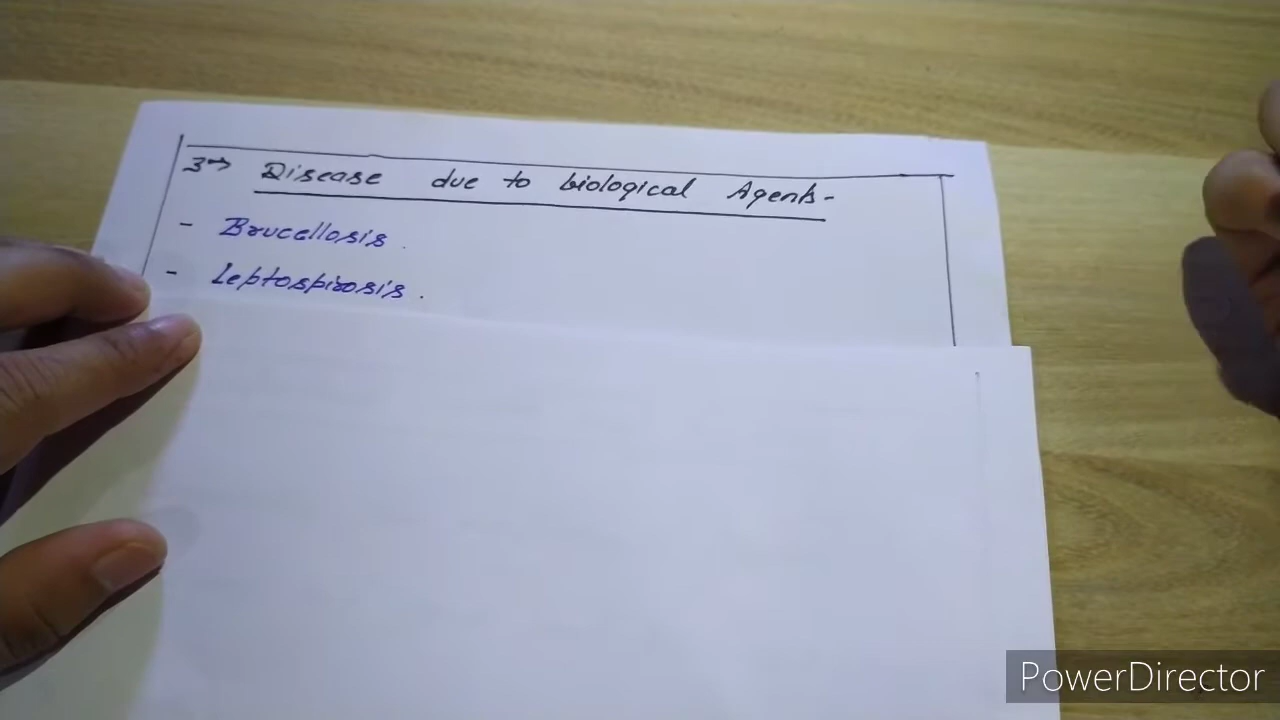 3→ Disease due to biological Agents-
- Brucellosis.
- Leptospirosis.
PowerDirector